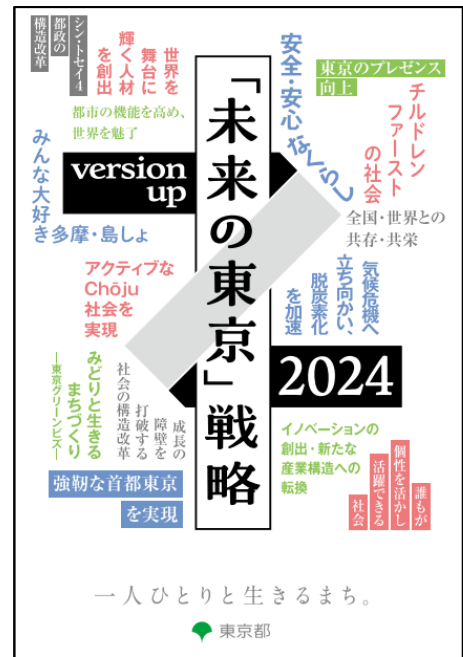 シン・トセイ4
都政の
構造改革
世界を
舞台に
輝く人材
を創出
都市の機能を高め、
世界を魅了
安全・安心なくらし
東京のプレゼンス
向上
チルドレン
ファースト
の社会
みんな大好
き多摩・島しょ
version
up
「未来の東京」戦略
全国・世界との
共存・共栄
アクティブな
Chōju
社会を
実現
気候危機へ
立ち向かい、
脱炭素化
を加速
2024
みどりと生きる
まちづくり
―東京グリーンビズ―
成長の
障壁を
打破する
社会の構造改革
イノベーションの
創出・新たな
産業構造への
転換
強靭な首都東京
を実現
誰もが
個性を活かし
活躍できる
社会
一人ひとりと生きるまち。
東京都